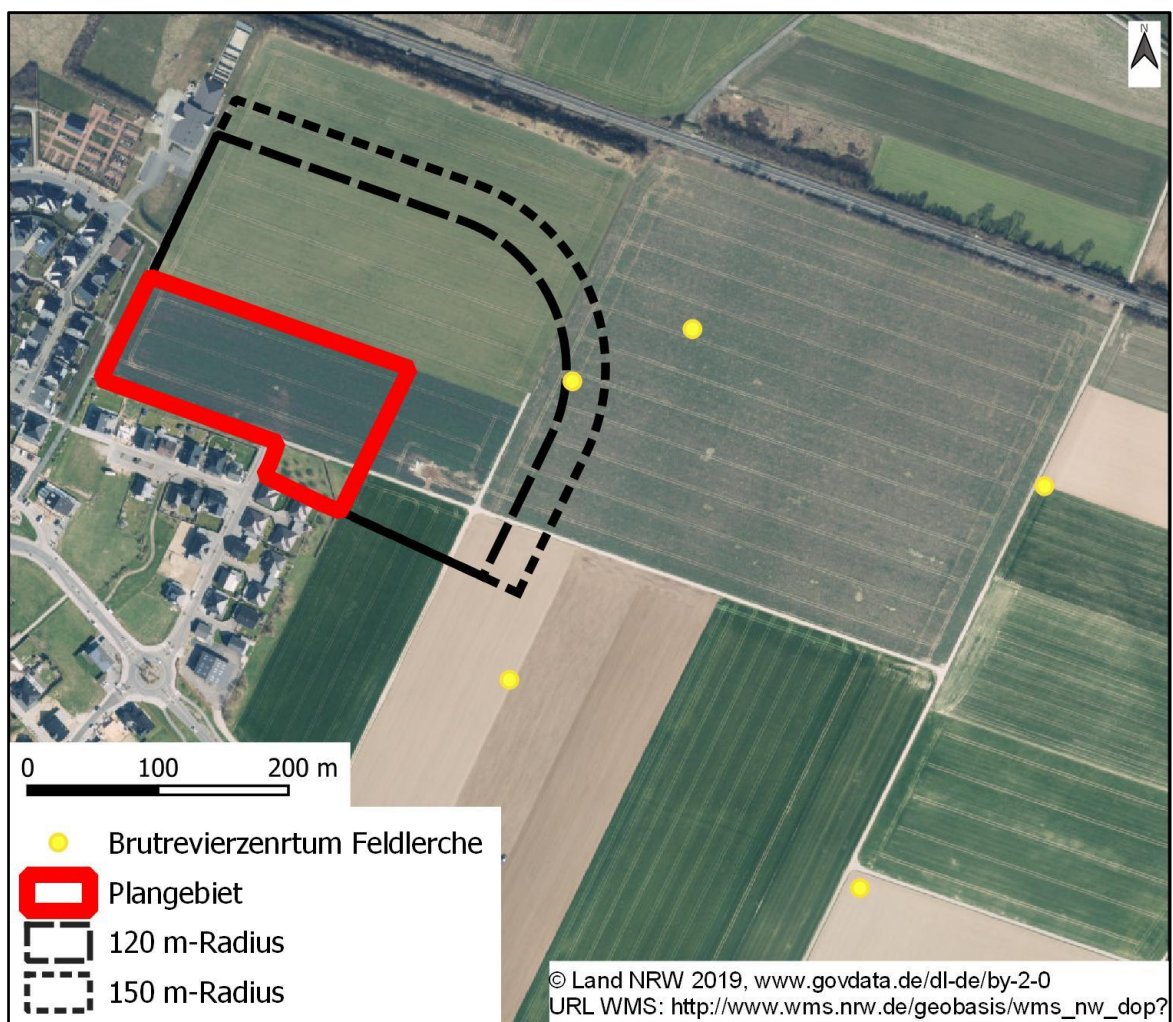 N
0 100 200 m
Brutrevierzenrtum Feldlerche
Plangebiet
120 m-Radius
150 m-Radius
© Land NRW 2019, www.govdata.de/dl-de/by-2-0
URL WMS: http://www.wms.nrw.de/geobasis/wms_nw_dop?